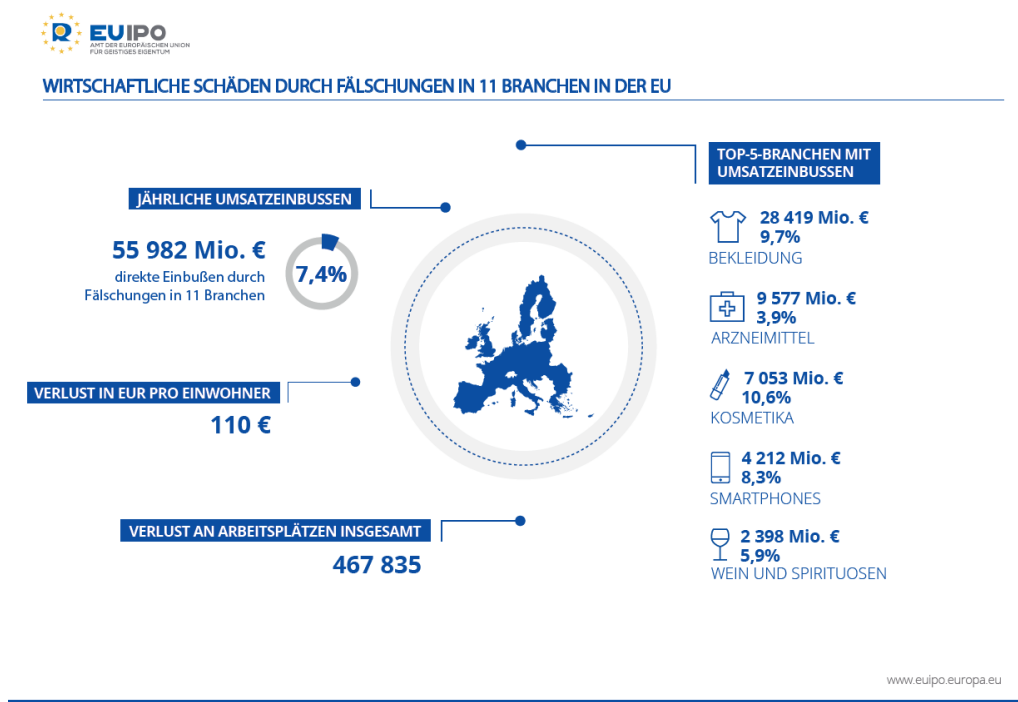 EUIPO
AMT DER EUROPÄISCHEN UNION
FÜR GEISTIGES EIGENTUM
WIRTSCHAFTLICHE SCHÄDEN DURCH FÄLSCHUNGEN IN 11 BRANCHEN IN DER EU
JÄHRLICHE UMSATZEINBUSSEN
55 982 Mio. €
direkte Einbußen durch
Fälschungen in 11 Branchen
7,4%
VERLUST IN EUR PRO EINWOHNER
110 €
VERLUST AN ARBEITSPLÄTZEN INSGESAMT
467 835
TOP-5-BRANCHEN MIT
UMSATZEINBUSSEN
28 419 Mio. €
9,7%
BEKLEIDUNG
9 577 Mio. €
3,9%
ARZNEIMITTEL
7 053 Mio. €
10,6%
KOSMETIKA
4 212 Mio. €
8,3%
SMARTPHONES
2 398 Mio. €
5,9%
WEIN UND SPIRITUOSEN
www.euipo.europa.eu